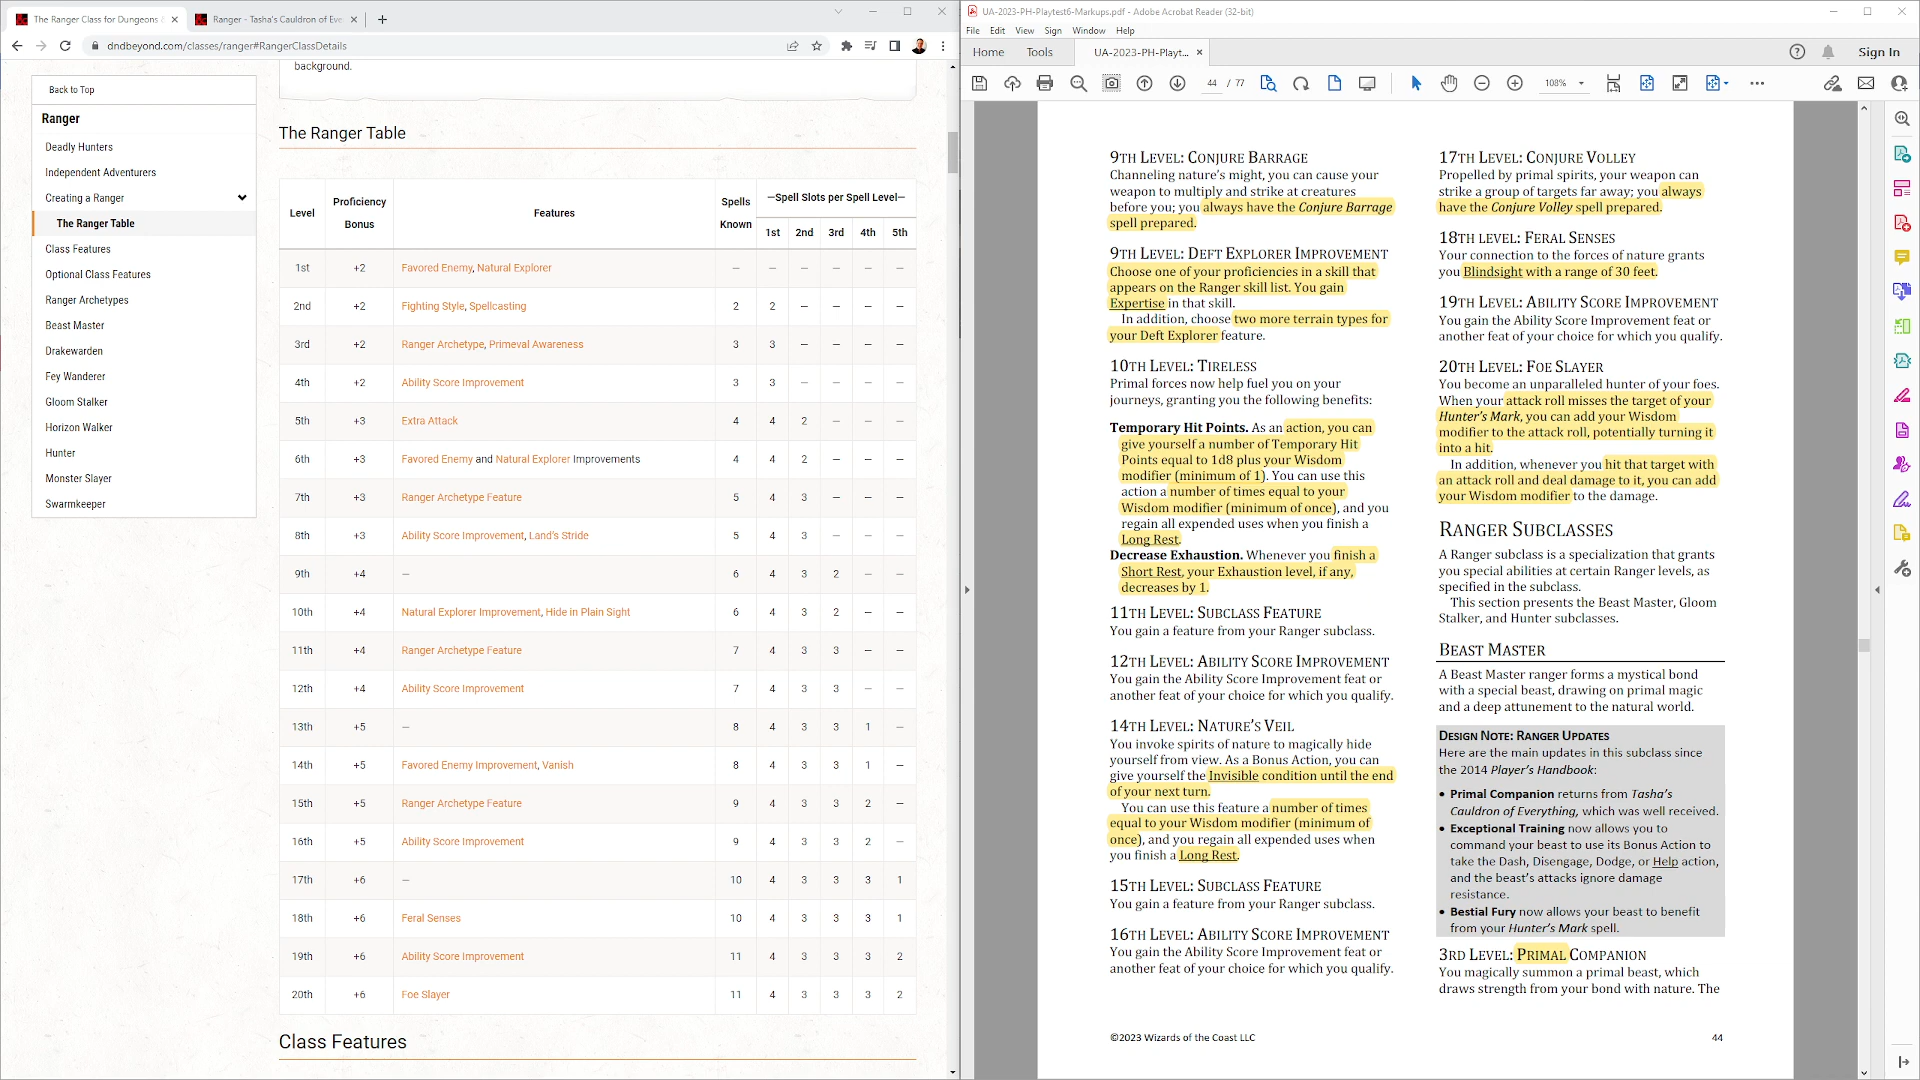 The Ranger Class for Dungeons &
Ranger - Tasha's Cauldron of Eve
dndbeyond.com/classes/ranger#RangerClassDetails
background.
Back to Top
Ranger
Deadly Hunters
Independent Adventurers
Creating a Ranger
The Ranger Table
Class Features
Optional Class Features
Ranger Archetypes
Beast Master
Drakewarden
Fey Wanderer
Gloom Stalker
Horizon Walker
Hunter
Monster Slayer
Swarmkeeper
The Ranger Table
Level Proficiency Bonus Features Spells Known —Spell Slots per Spell Level—
1st 2nd 3rd 4th 5th
1st +2 Favored Enemy, Natural Explorer — — — — — —
2nd +2 Fighting Style, Spellcasting 2 2 — — — —
3rd +2 Ranger Archetype, Primeval Awareness 3 3 — — — —
4th +2 Ability Score Improvement 3 3 — — — —
5th +3 Extra Attack 4 4 2 — — —
6th +3 Favored Enemy and Natural Explorer Improvements 4 4 2 — — —
7th +3 Ranger Archetype Feature 5 4 3 — — —
8th +3 Ability Score Improvement, Land's Stride 5 4 3 — — —
9th +4 — 6 4 3 2 — —
10th +4 Natural Explorer Improvement, Hide in Plain Sight 6 4 3 2 — —
11th +4 Ranger Archetype Feature 7 4 3 3 — —
12th +4 Ability Score Improvement 7 4 3 3 — —
13th +5 — 8 4 3 3 1 —
14th +5 Favored Enemy Improvement, Vanish 8 4 3 3 1 —
15th +5 Ranger Archetype Feature 9 4 3 3 2 —
16th +5 Ability Score Improvement 9 4 3 3 2 —
17th +6 — 10 4 3 3 3 1
18th +6 Feral Senses 10 4 3 3 3 1
19th +6 Ability Score Improvement 11 4 3 3 3 2
20th +6 Foe Slayer 11 4 3 3 3 2
Class Features
UA-2023-PH-Playtest6-Markups.pdf - Adobe Acrobat Reader (32-bit)
File Edit View Sign Window Help
Home Tools UA-2023-PH-Playt... × Sign In
44 / 77 108%
9TH LEVEL: CONJURE BARRAGE
Channeling nature's might, you can cause your
weapon to multiply and strike at creatures
before you; you always have the Conjure Barrage
spell prepared.
9TH LEVEL: DEFT EXPLORER IMPROVEMENT
Choose one of your proficiencies in a skill that
appears on the Ranger skill list. You gain
Expertise in that skill.
In addition, choose two more terrain types for
your Deft Explorer feature.
10TH LEVEL: TIRELESS
Primal forces now help fuel you on your
journeys, granting you the following benefits:
Temporary Hit Points. As an action, you can
give yourself a number of Temporary Hit
Points equal to 1d8 plus your Wisdom
modifier (minimum of 1). You can use this
action a number of times equal to your
Wisdom modifier (minimum of once), and you
regain all expended uses when you finish a
Long Rest.
Decrease Exhaustion. Whenever you finish a
Short Rest, your Exhaustion level, if any,
decreases by 1.
11TH LEVEL: SUBCLASS FEATURE
You gain a feature from your Ranger subclass.
12TH LEVEL: ABILITY SCORE IMPROVEMENT
You gain the Ability Score Improvement feat or
another feat of your choice for which you qualify.
14TH LEVEL: NATURE'S VEIL
You invoke spirits of nature to magically hide
yourself from view. As a Bonus Action, you can
give yourself the Invisible condition until the end
of your next turn.
You can use this feature a number of times
equal to your Wisdom modifier (minimum of
once), and you regain all expended uses when
you finish a Long Rest.
15TH LEVEL: SUBCLASS FEATURE
You gain a feature from your Ranger subclass.
16TH LEVEL: ABILITY SCORE IMPROVEMENT
You gain the Ability Score Improvement feat or
another feat of your choice for which you qualify.
17TH LEVEL: CONJURE VOLLEY
Propelled by primal spirits, your weapon can
strike a group of targets far away; you always
have the Conjure Volley spell prepared.
18TH LEVEL: FERAL SENSES
Your connection to the forces of nature grants
you Blindsight with a range of 30 feet.
19TH LEVEL: ABILITY SCORE IMPROVEMENT
You gain the Ability Score Improvement feat or
another feat of your choice for which you qualify.
20TH LEVEL: FOE SLAYER
You become an unparalleled hunter of your foes.
When your attack roll misses the target of your
Hunter's Mark, you can add your Wisdom
modifier to the attack roll, potentially turning it
into a hit.
In addition, whenever you hit that target with
an attack roll and deal damage to it, you can add
your Wisdom modifier to the damage.
RANGER SUBCLASSES
A Ranger subclass is a specialization that grants
you special abilities at certain Ranger levels, as
specified in the subclass.
This section presents the Beast Master, Gloom
Stalker, and Hunter subclasses.
BEAST MASTER
A Beast Master ranger forms a mystical bond
with a special beast, drawing on primal magic
and a deep attunement to the natural world.
DESIGN NOTE: RANGER UPDATES
Here are the main updates in this subclass since
the 2014 Player's Handbook:
• Primal Companion returns from Tasha's
Cauldron of Everything, which was well received.
• Exceptional Training now allows you to
command your beast to use its Bonus Action to
take the Dash, Disengage, Dodge, or Help action,
and the beast's attacks ignore damage
resistance.
• Bestial Fury now allows your beast to benefit
from your Hunter's Mark spell.
3RD LEVEL: PRIMAL COMPANION
You magically summon a primal beast, which
draws strength from your bond with nature. The
©2023 Wizards of the Coast LLC 44